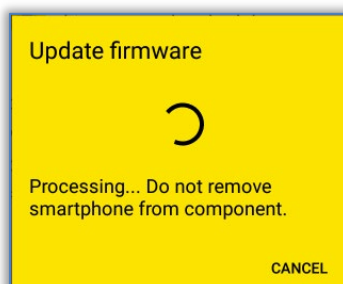 Update firmware
Processing... Do not remove
smartphone from component.
CANCEL